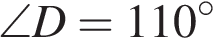 ∠D = 110°